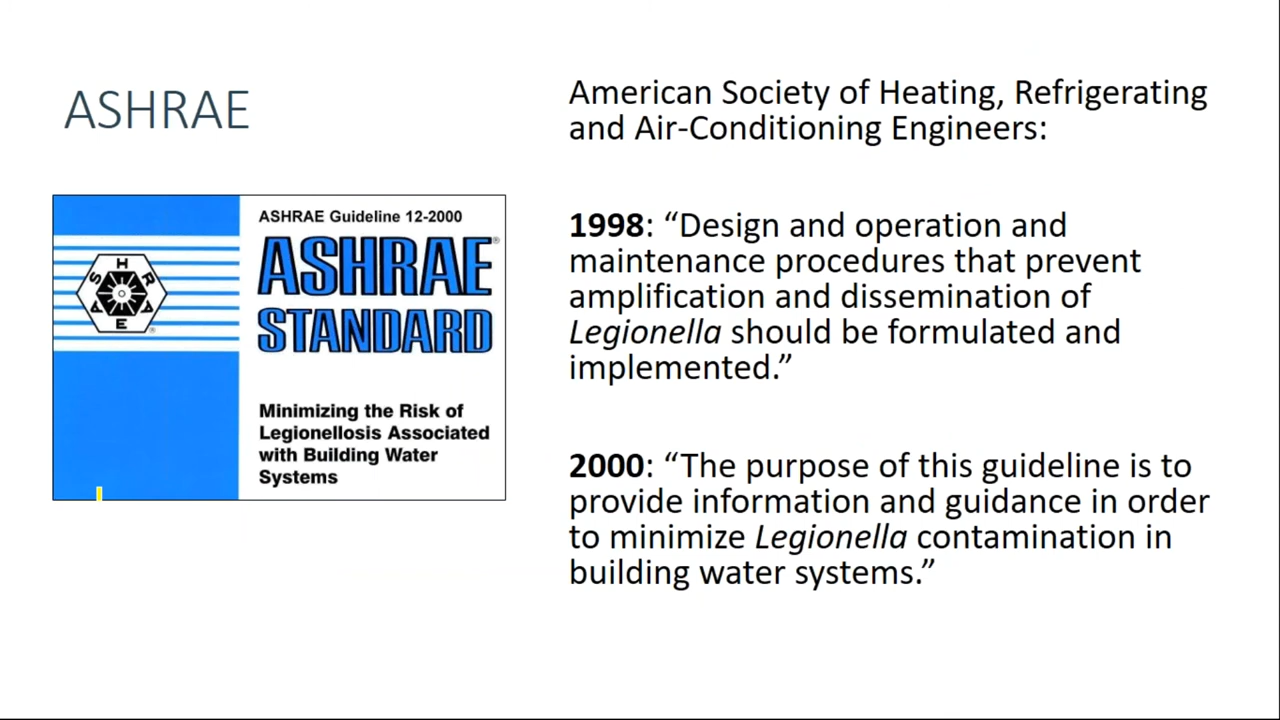 ASHRAE
ASHRAE Guideline 12-2000
ASHRAE®
STANDARD
Minimizing the Risk of
Legionellosis Associated
with Building Water
Systems
American Society of Heating, Refrigerating
and Air-Conditioning Engineers:
1998: “Design and operation and
maintenance procedures that prevent
amplification and dissemination of
Legionella should be formulated and
implemented.”
2000: “The purpose of this guideline is to
provide information and guidance in order
to minimize Legionella contamination in
building water systems.”